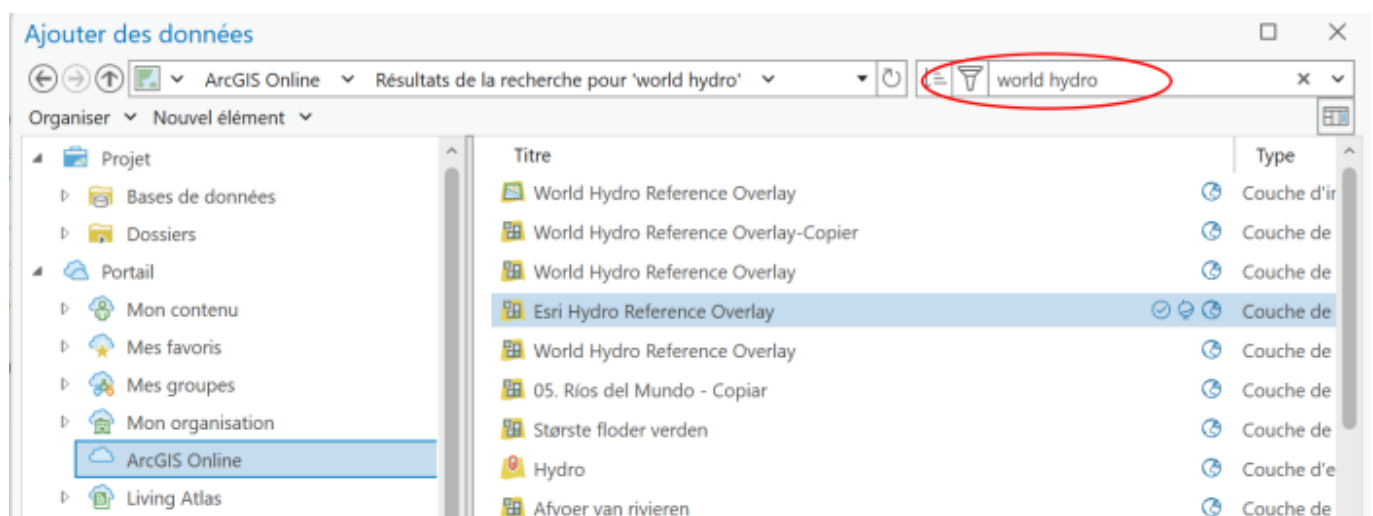 Ajouter des données
ArcGIS Online Résultats de la recherche pour 'world hydro' world hydro
Organiser Nouvel élément
Projet
Bases de données
Dossiers
Portail
Mon contenu
Mes favoris
Mes groupes
Mon organisation
ArcGIS Online
Living Atlas
Titre Type
World Hydro Reference Overlay Couche d'ir
World Hydro Reference Overlay-Copier Couche de
World Hydro Reference Overlay Couche de
Esri Hydro Reference Overlay Couche de
World Hydro Reference Overlay Couche de
05. Ríos del Mundo - Copiar Couche de
Største floder verden Couche de
Hydro Couche d'e
Afvoer van rivieren Couche de